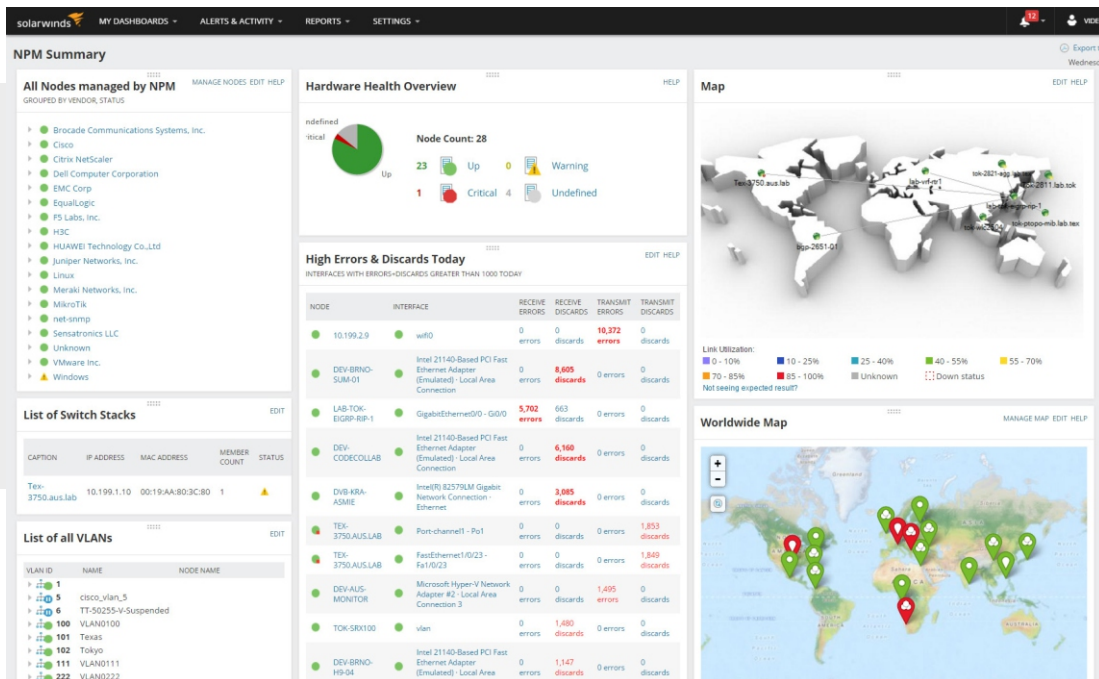 solarwinds MY DASHBOARDS ALERTS & ACTIVITY REPORTS SETTINGS 12
NPM Summary
Export
All Nodes managed by NPM MANAGE NODES EDIT HELP
GROUPED BY VENDOR, STATUS
Brocade Communications Systems, Inc.
Cisco
Citrix NetScaler
Dell Computer Corporation
EMC Corp
EqualLogic
F5 Labs, Inc.
H3C
HUAWEI Technology Co.,Ltd
Juniper Networks, Inc.
Linux
Meraki Networks, Inc.
MikroTik
net-snmp
Sensatronics LLC
Unknown
VMware Inc.
Windows
List of Switch Stacks EDIT
CAPTION IP ADDRESS MAC ADDRESS MEMBER COUNT STATUS
Tex-
3750.aus.lab 10.199.1.10 00:19:AA:80:3C:80 1
List of all VLANs EDIT
VLAN ID NAME NODE NAME
1
5 cisco_vlan_5
6 TT-50255-V-Suspended
100 VLAN0100
101 Texas
102 Tokyo
111 VLAN0111
222 VLAN0222
Hardware Health Overview HELP
ndefined
ritical
Up
Node Count: 28
23 Up 0 Warning
1 Critical 4 Undefined
High Errors & Discards Today EDIT HELP
INTERFACES WITH ERRORS+DISCARDS GREATER THAN 1000 TODAY
NODE INTERFACE RECEIVE ERRORS RECEIVE DISCARDS TRANSMIT ERRORS TRANSMIT DISCARDS
10.199.2.9 wifi0 0 errors 0 discards 10,372 errors 0 discards
DEV-BRNO-SUM-01 Intel 21140-Based PCI Fast Ethernet Adapter (Emulated) · Local Area Connection 0 errors 8,605 discards 0 errors 0 discards
LAB-TOK-EIGRP-RIP-1 GigabitEthernet0/0 - Gi0/0 5,702 errors 663 discards 0 errors 0 discards
DEV-CODECOLLAB Intel 21140-Based PCI Fast Ethernet Adapter (Emulated) · Local Area Connection 0 errors 6,160 discards 0 errors 0 discards
DVB-KRA-ASMIE Intel(R) 82579LM Gigabit Network Connection · Ethernet 0 errors 3,085 discards 0 errors 0 discards
TEX-3750.AUS.LAB Port-channel1 - Po1 0 errors 0 discards 0 errors 1,853 discards
TEX-3750.AUS.LAB FastEthernet1/0/23 - Fa1/0/23 0 errors 0 discards 0 errors 1,849 discards
DEV-AUS-MONITOR Microsoft Hyper-V Network Adapter #2 · Local Area Connection 3 0 errors 0 discards 1,495 errors 0 discards
TOK-SRX100 vlan 0 errors 1,480 discards 0 errors 0 discards
DEV-BRNO-H9-04 Intel 21140-Based PCI Fast Ethernet Adapter (Emulated) · Local Area 0 errors 1,147 discards 0 errors 0 discards
Map EDIT HELP
Tex-3750.aus.lab
lab-vrf-rtr1
tok-2811.lab.tok
tok-ptopo-mb.lab.tex
bgp-2651-01
Link Utilization:
0 - 10% 10 - 25% 25 - 40% 40 - 55% 55 - 70%
70 - 85% 85 - 100% Unknown Down status
Not seeing expected result?
Worldwide Map MANAGE MAP EDIT HELP
+
-
Greenland